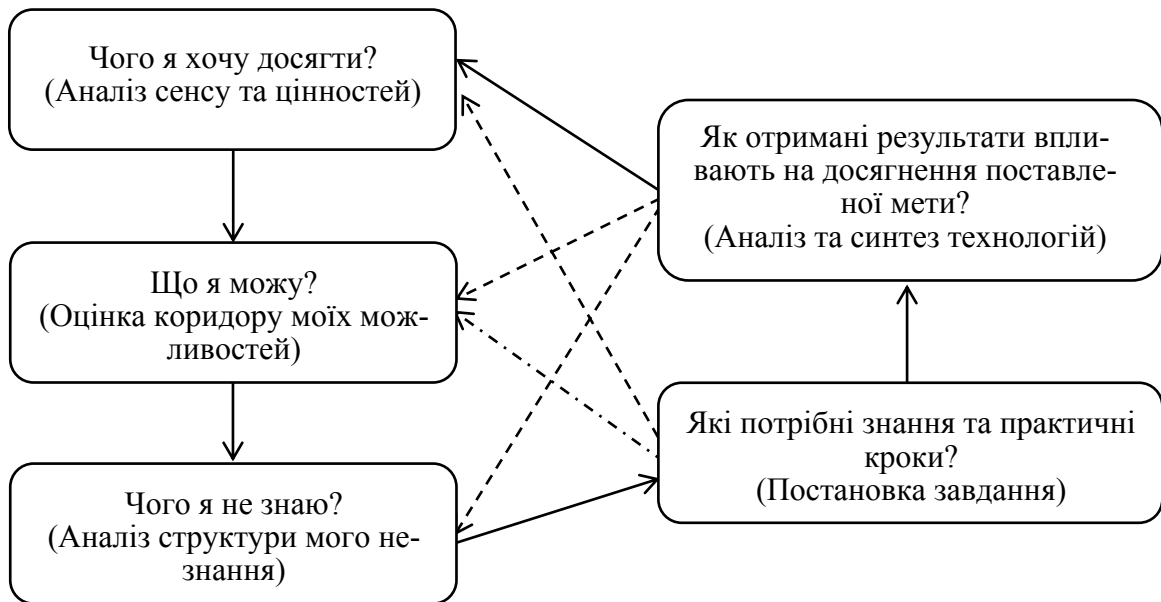 Чого я хочу досягти?
(Аналіз сенсу та цінностей)
Що я можу?
(Оцінка коридору моїх мож-
ливостей)
Чого я не знаю?
(Аналіз структури мого не-
знання)
Як отримані результати впли-
вають на досягнення поставле-
ної мети?
(Аналіз та синтез технологій)
Які потрібні знання та практичні
кроки?
(Постановка завдання)